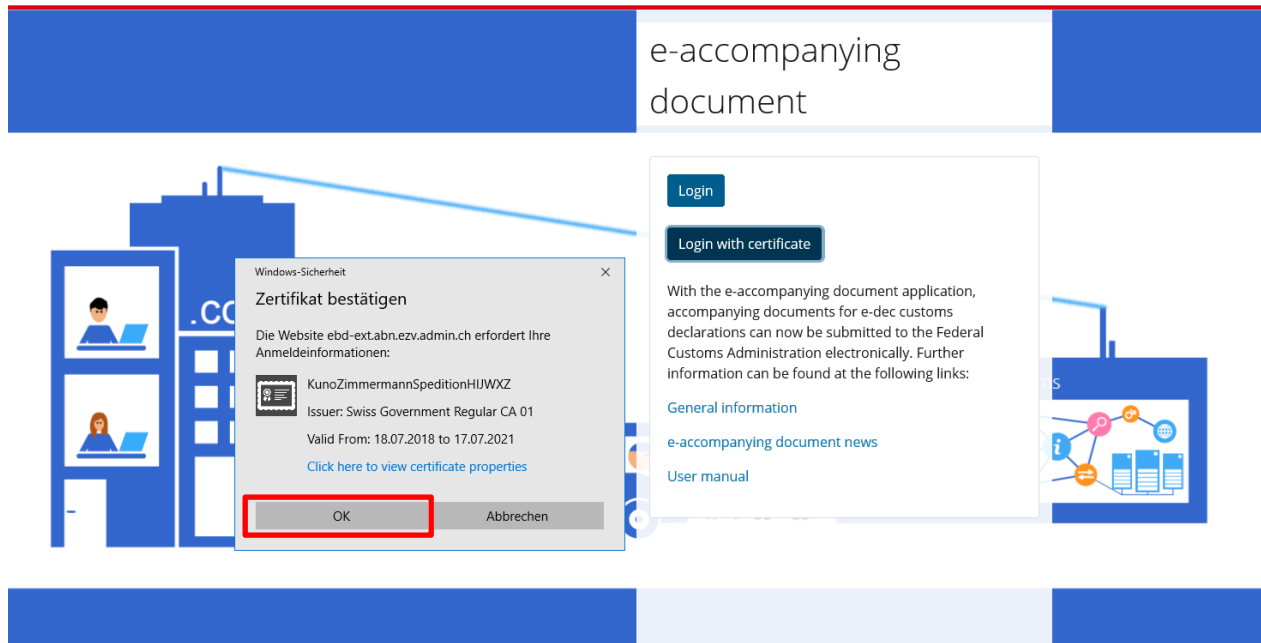 e-accompanying
document
Login
Login with certificate
With the e-accompanying document application,
accompanying documents for e-dec customs
declarations can now be submitted to the Federal
Customs Administration electronically. Further
information can be found at the following links:
General information
e-accompanying document news
User manual
Windows-Sicherheit
Zertifikat bestätigen
Die Website ebd-ext.abn.ezv.admin.ch erfordert Ihre
Anmeldeinformationen:
KunoZimmermannSpeditionHIJWXZ
Issuer: Swiss Government Regular CA 01
Valid From: 18.07.2018 to 17.07.2021
Click here to view certificate properties
OK
Abbrechen